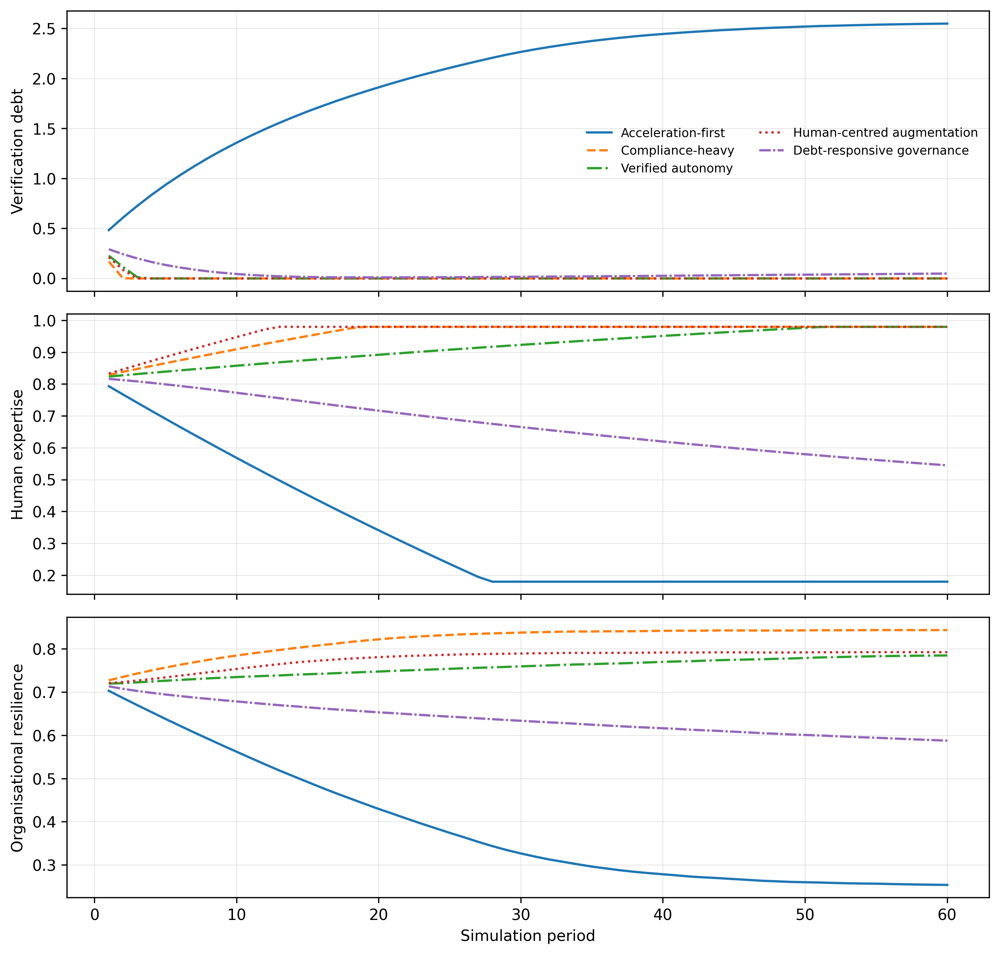 2.5
2.0
1.5
1.0
0.5
0.0
Verification debt
Acceleration-first
Compliance-heavy
Verified autonomy
Human-centred augmentation
Debt-responsive governance
1.0
0.9
0.8
0.7
0.6
0.5
0.4
0.3
0.2
Human expertise
0.8
0.7
0.6
0.5
0.4
0.3
Organisational resilience
0 10 20 30 40 50 60
Simulation period